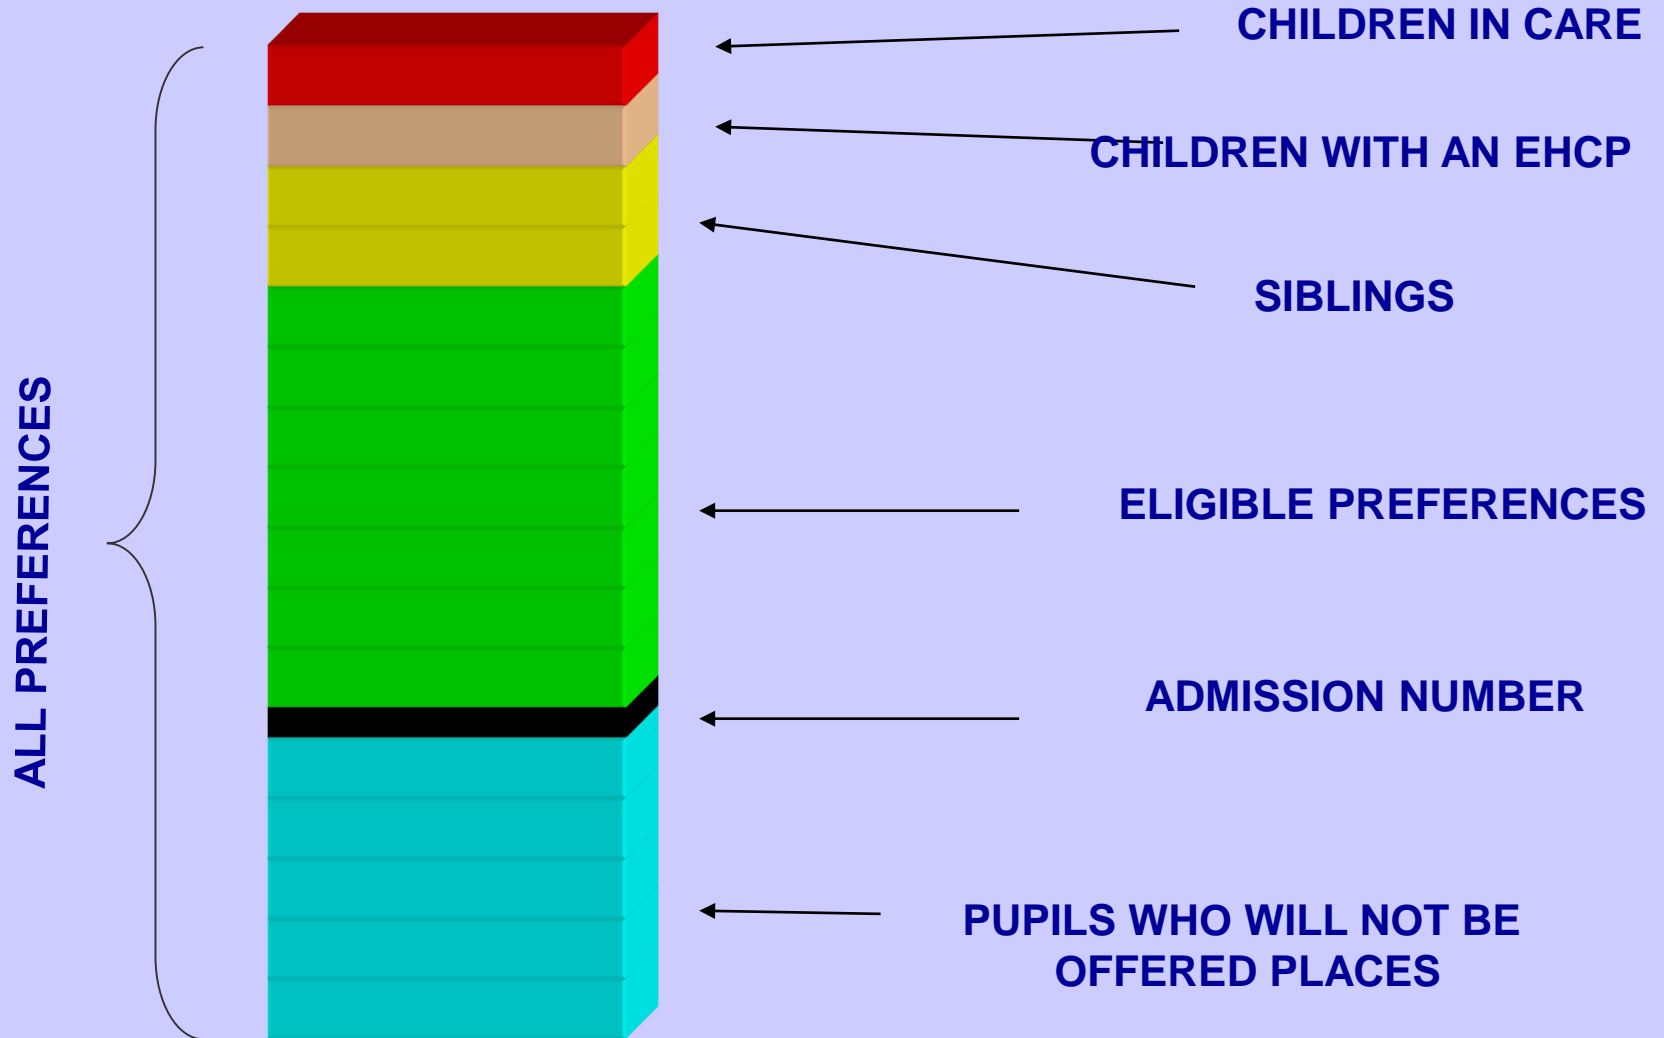 CHILDREN IN CARE
CHILDREN WITH AN EHCP
SIBLINGS
ALL PREFERENCES
ELIGIBLE PREFERENCES
ADMISSION NUMBER
PUPILS WHO WILL NOT BE
OFFERED PLACES